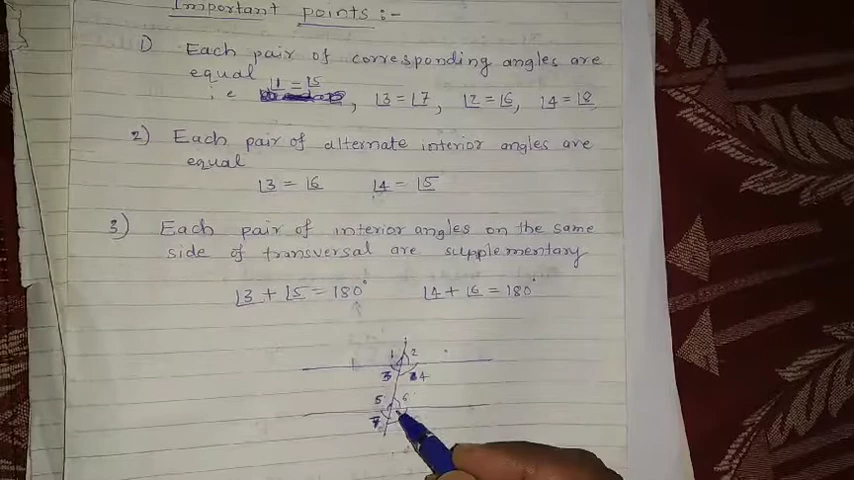 Important points :-
1) Each pair of corresponding angles are
equal ∠1 = ∠5
i e , ∠3 = ∠7, ∠2 = ∠6, ∠4 = ∠8
2) Each pair of alternate interior angles are
equal
∠3 = ∠6 ∠4 = ∠5
3) Each pair of interior angles on the same
side of transversal are supplementary
∠3 + ∠5 = 180° ∠4 + ∠6 = 180°
1 2
3 4
5 6
7